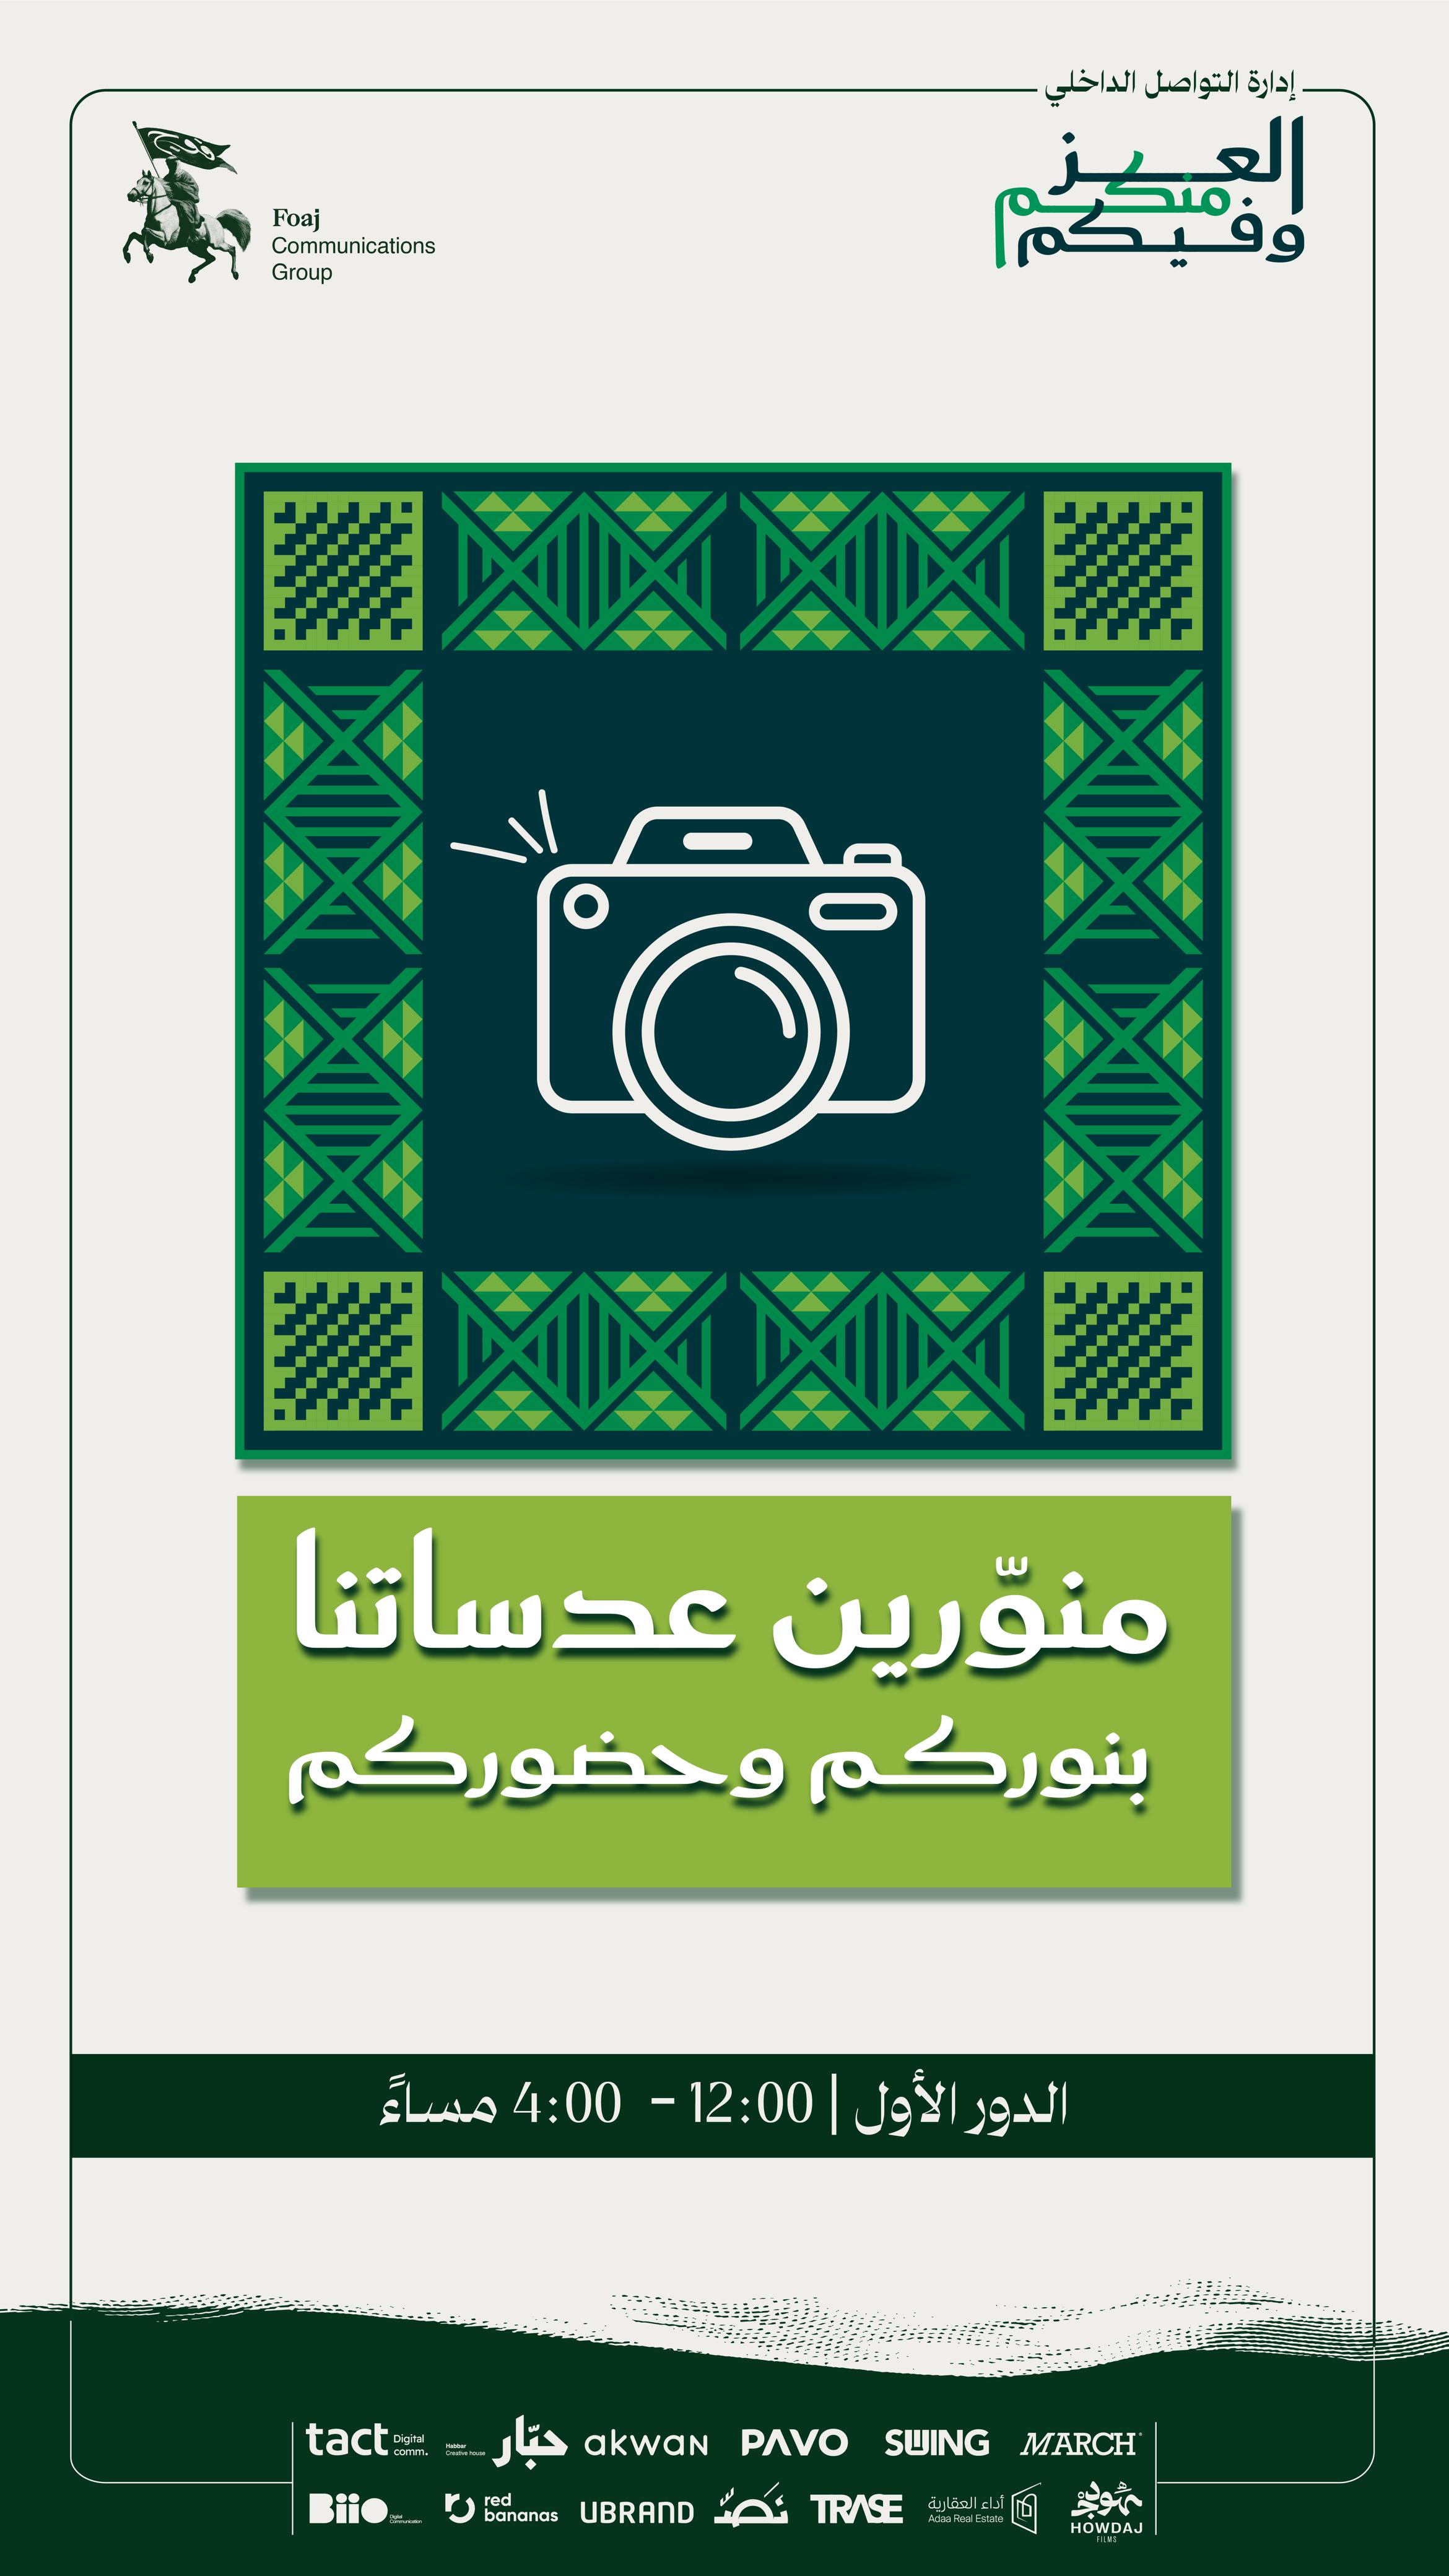 إدارة التواصل الداخلي
العز
منكم
وفيكم
Foaj
Communications
Group
منوّرين عدساتنا
بنوركم وحضوركم
الدور الأول | 12:00 - 4:00 مساءً
tact Digital comm.
Habbar Creative house حبّار
akwan
PAVO
SWING
MARCH
Biio Digital Communication
red bananas
UBRAND
نَصّ
TRASE
أداء العقارية
Adaa Real Estate
هودج
HOWDAJ
FILMS